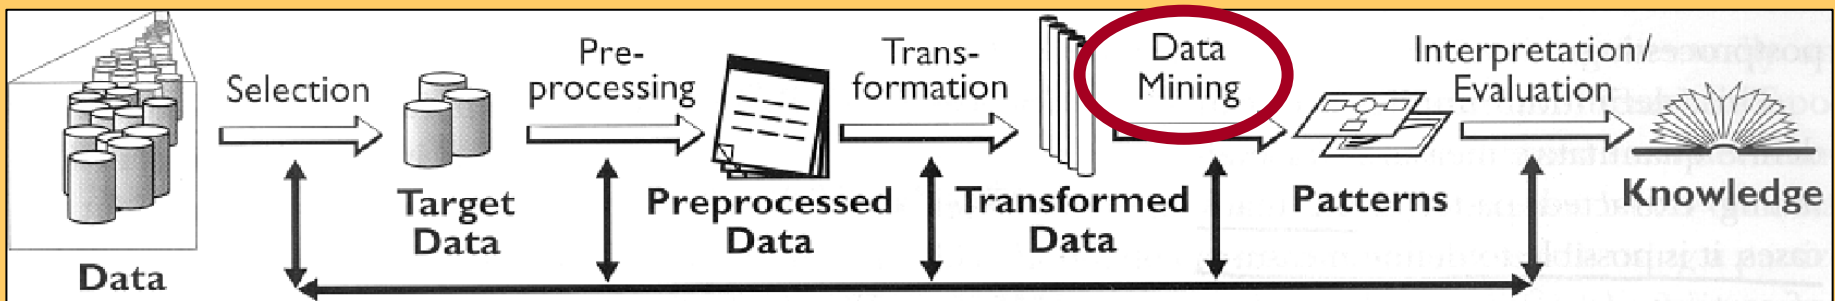 Data
Selection
Target
Data
Pre-
processing
Preprocessed
Data
Trans-
formation
Transformed
Data
Data
Mining
Patterns
Interpretation/
Evaluation
Knowledge